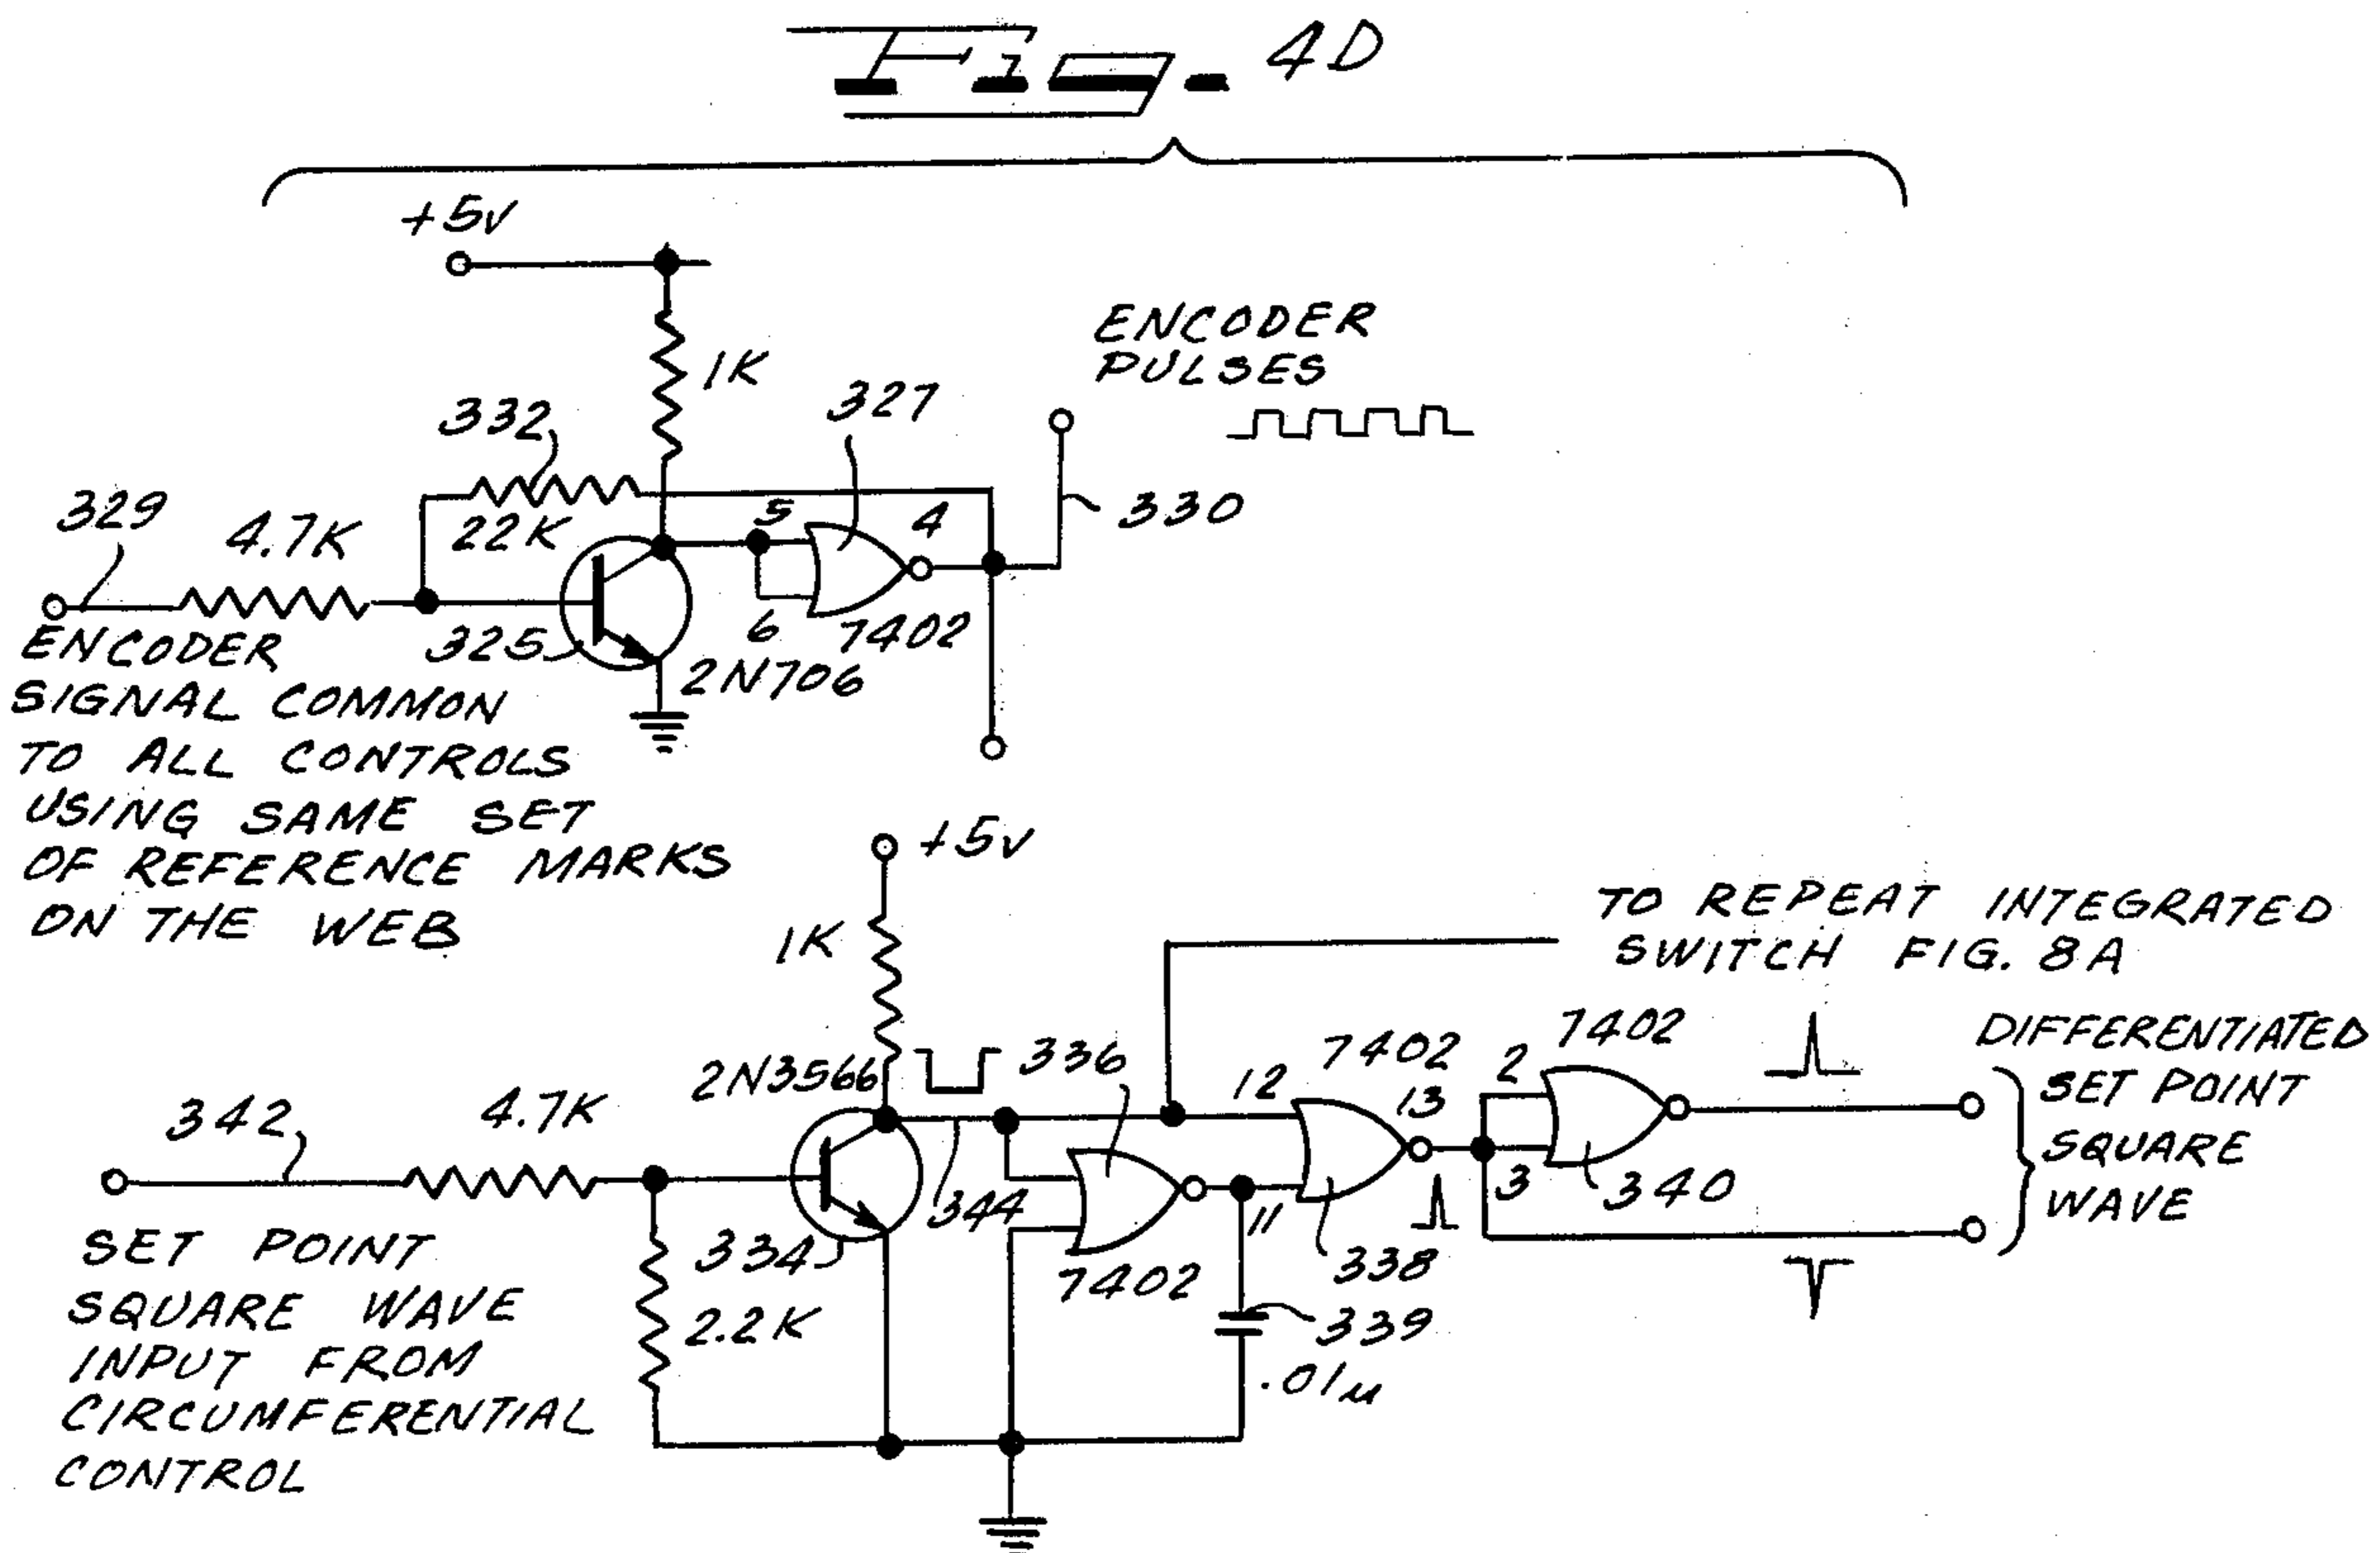 Fig. 4D
+5v
1K
ENCODER
PULSES
332
327
329
4.7K
22K
5
4
330
325
6
7402
2N706
ENCODER
SIGNAL COMMON
TO ALL CONTROLS
USING SAME SET
OF REFERENCE MARKS
ON THE WEB
+5v
1K
TO REPEAT INTEGRATED
SWITCH FIG. 8A
2N3566
336
12
7402
13
2
7402
DIFFERENTIATED
SET POINT
SQUARE
WAVE
342
4.7K
344
11
3
340
334
7402
338
339
.01µ
2.2K
SET POINT
SQUARE WAVE
INPUT FROM
CIRCUMFERENTIAL
CONTROL